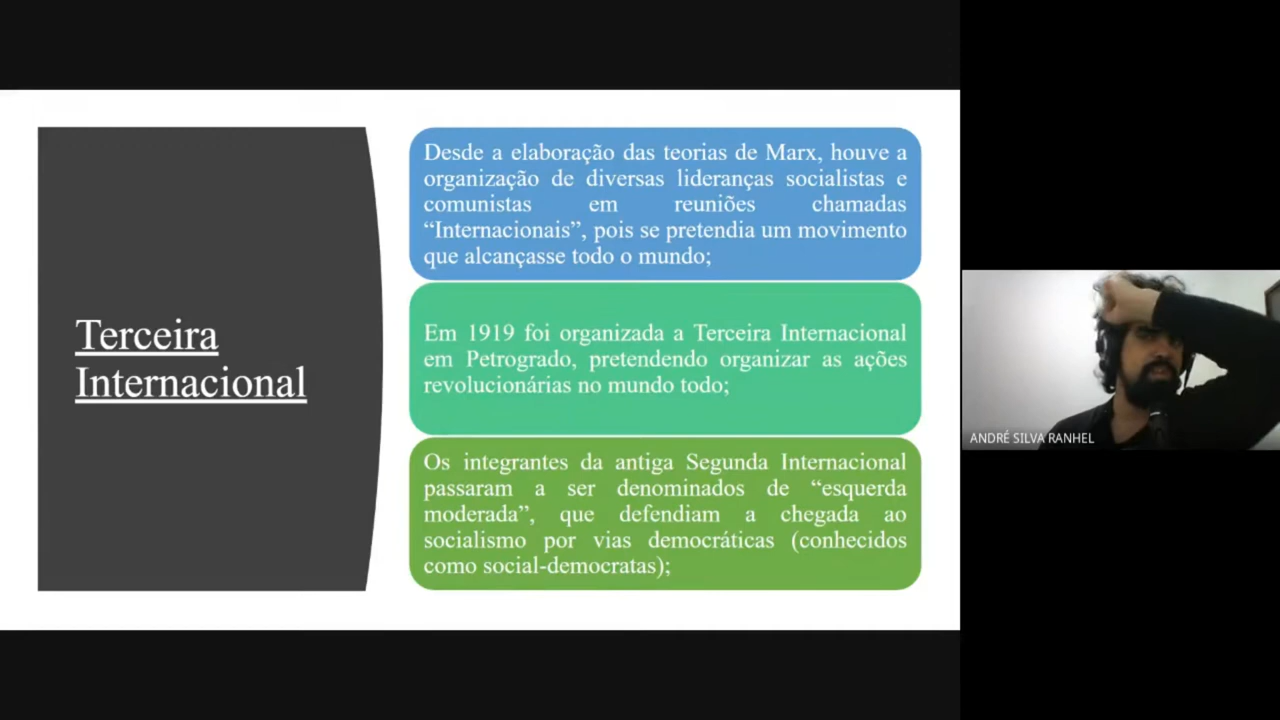 Terceira
Internacional
Desde a elaboração das teorias de Marx, houve a
organização de diversas lideranças socialistas e
comunistas em reuniões chamadas
“Internacionais”, pois se pretendia um movimento
que alcançasse todo o mundo;
Em 1919 foi organizada a Terceira Internacional
em Petrogrado, pretendendo organizar as ações
revolucionárias no mundo todo;
Os integrantes da antiga Segunda Internacional
passaram a ser denominados de “esquerda
moderada”, que defendiam a chegada ao
socialismo por vias democráticas (conhecidos
como social-democratas);
ANDRÉ SILVA RANHEL